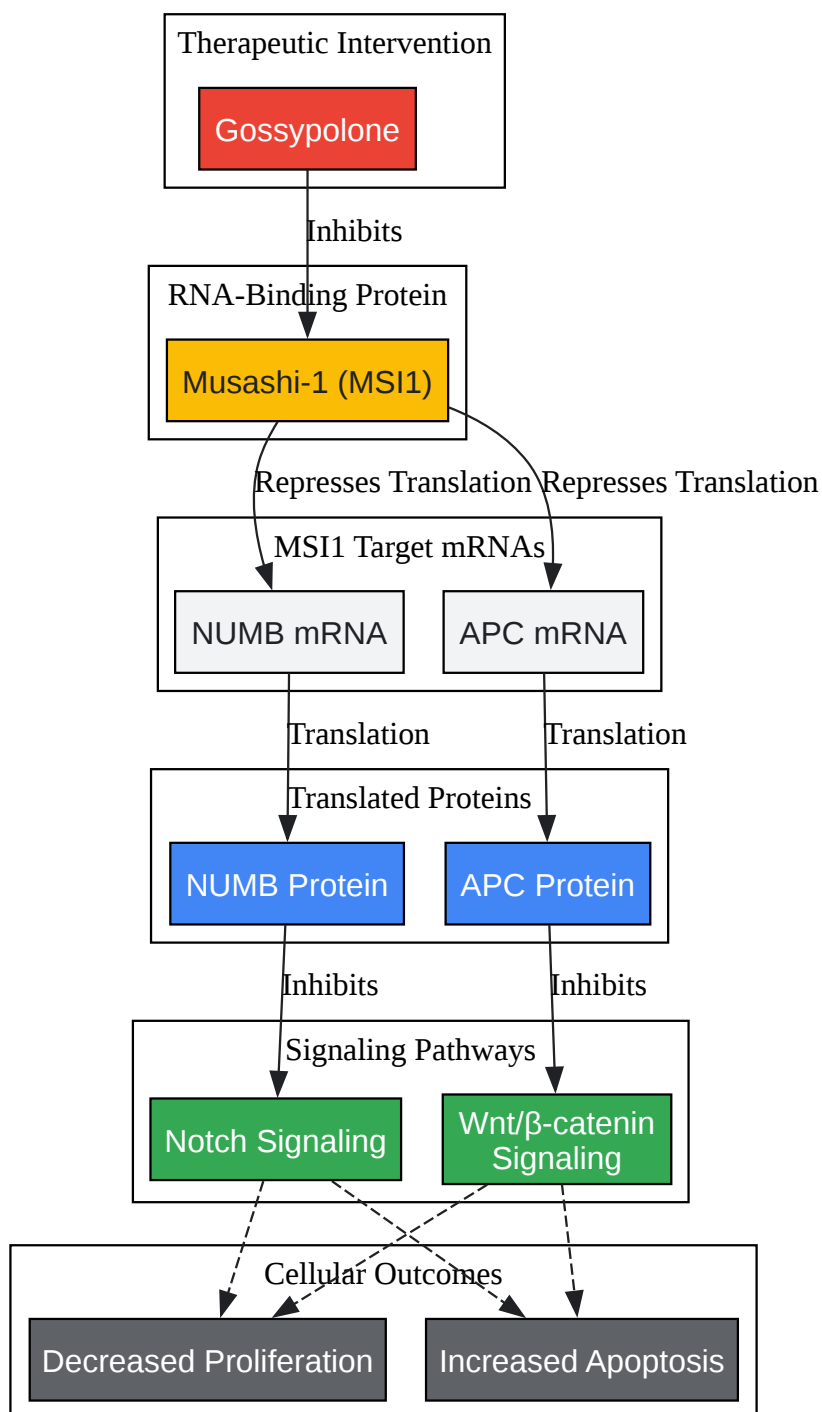 Therapeutic Intervention
Gossypolone
Inhibits
RNA-Binding Protein
Musashi-1 (MSI1)
Represses Translation
Represses Translation
MSI1 Target mRNAs
NUMB mRNA
APC mRNA
Translation
Translation
Translated Proteins
NUMB Protein
APC Protein
Inhibits
Inhibits
Signaling Pathways
Notch Signaling
Wnt/β-catenin
Signaling
Cellular Outcomes
Decreased Proliferation
Increased Apoptosis